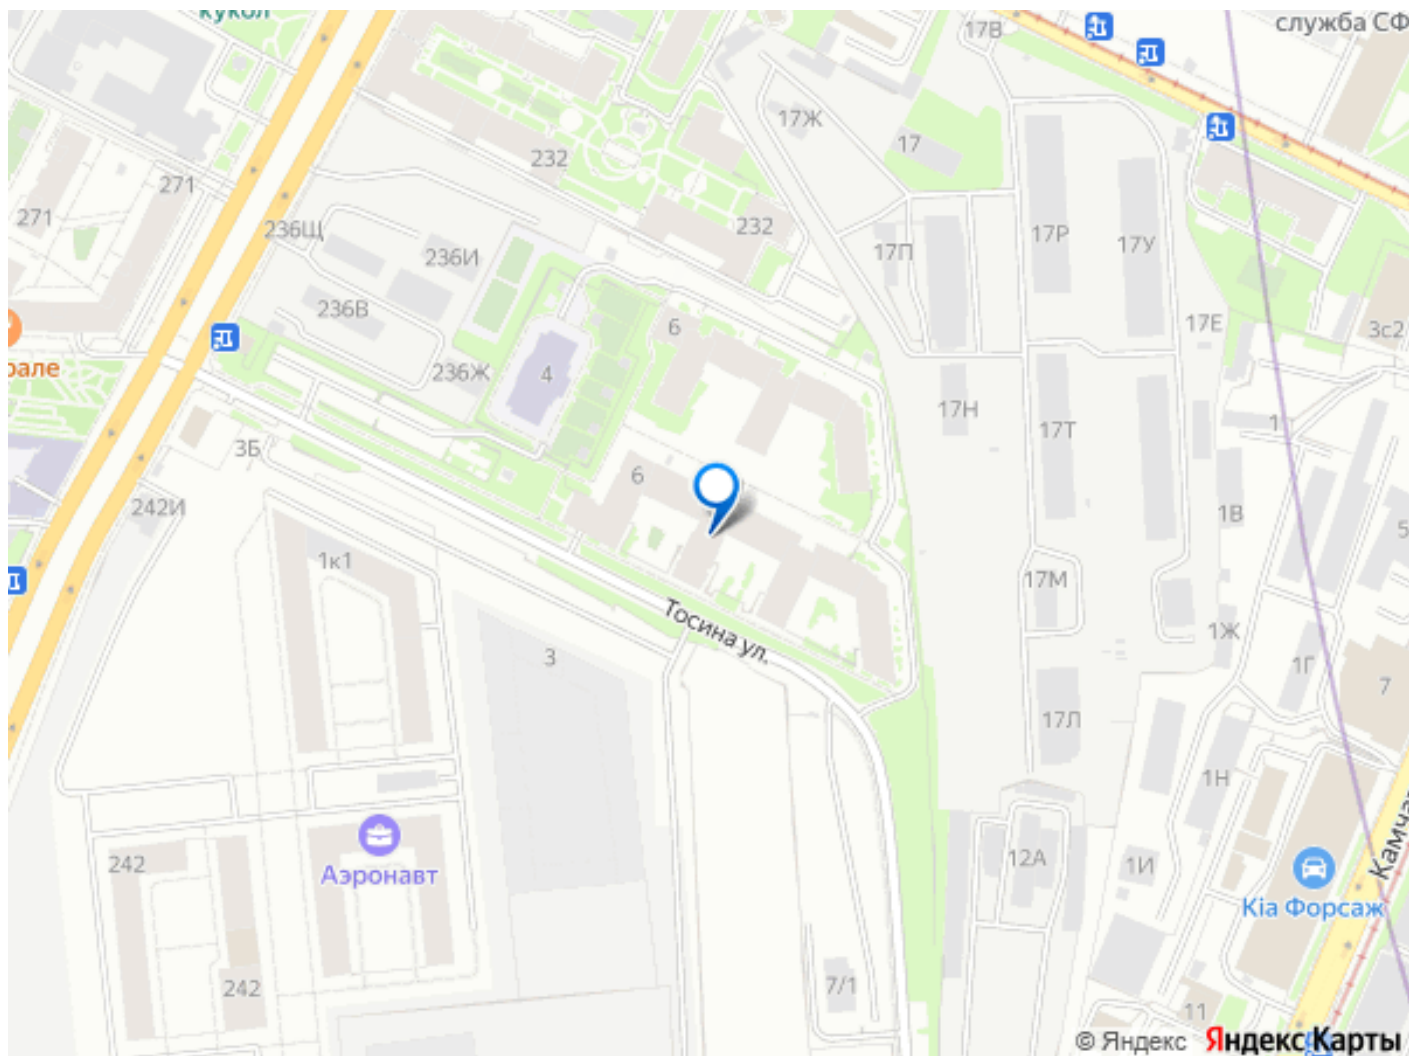 кукол
17В
служба СФ
17Ж
17
232
271
271
236Щ
232
236И
17П
17Р
17У
236В
6
17Е
3с2
рале
236Ж
4
17Н
1
17Т
3Б
6
242И
1В
5
1к1
17М
Тосина ул.
1Ж
3
1Г
7
17Л
1Н
242
Аэронавт
12А
1И
Камча
Kia Форсаж
242
7/1
11
© Яндекс Яндекс Карты